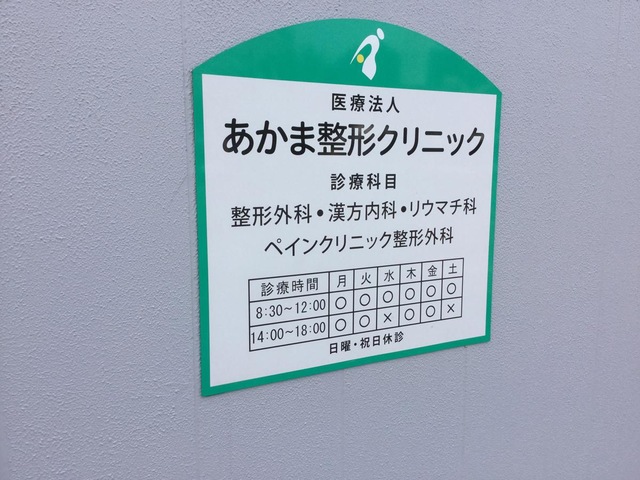 医療法人
あかま整形クリニック
診療科目
整形外科・漢方内科・リウマチ科
ペインクリニック整形外科
診療時間 月 火 水 木 金 土
8:30～12:00 ○ ○ ○ ○ ○ ○
14:00～18:00 ○ ○ × ○ ○ ×
日曜・祝日休診